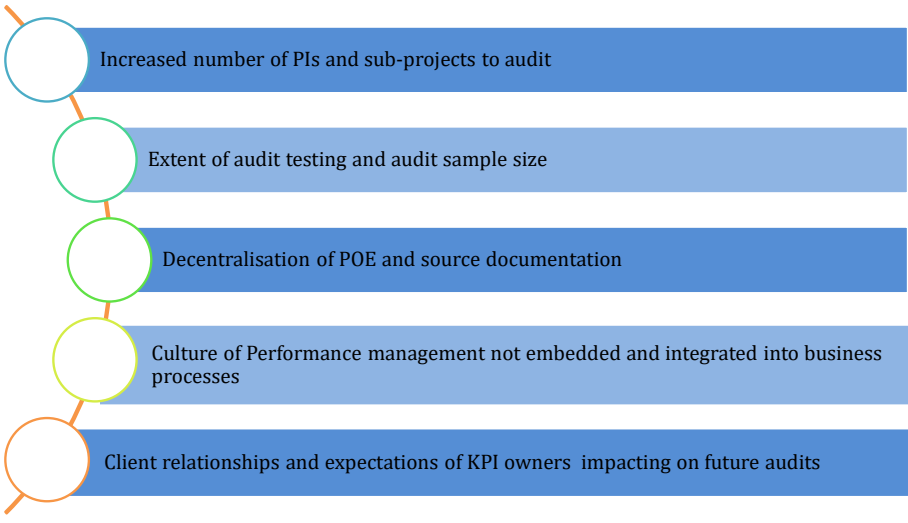 Increased number of PIs and sub-projects to audit
Extent of audit testing and audit sample size
Decentralisation of POE and source documentation
Culture of Performance management not embedded and integrated into business
processes
Client relationships and expectations of KPI owners  impacting on future audits